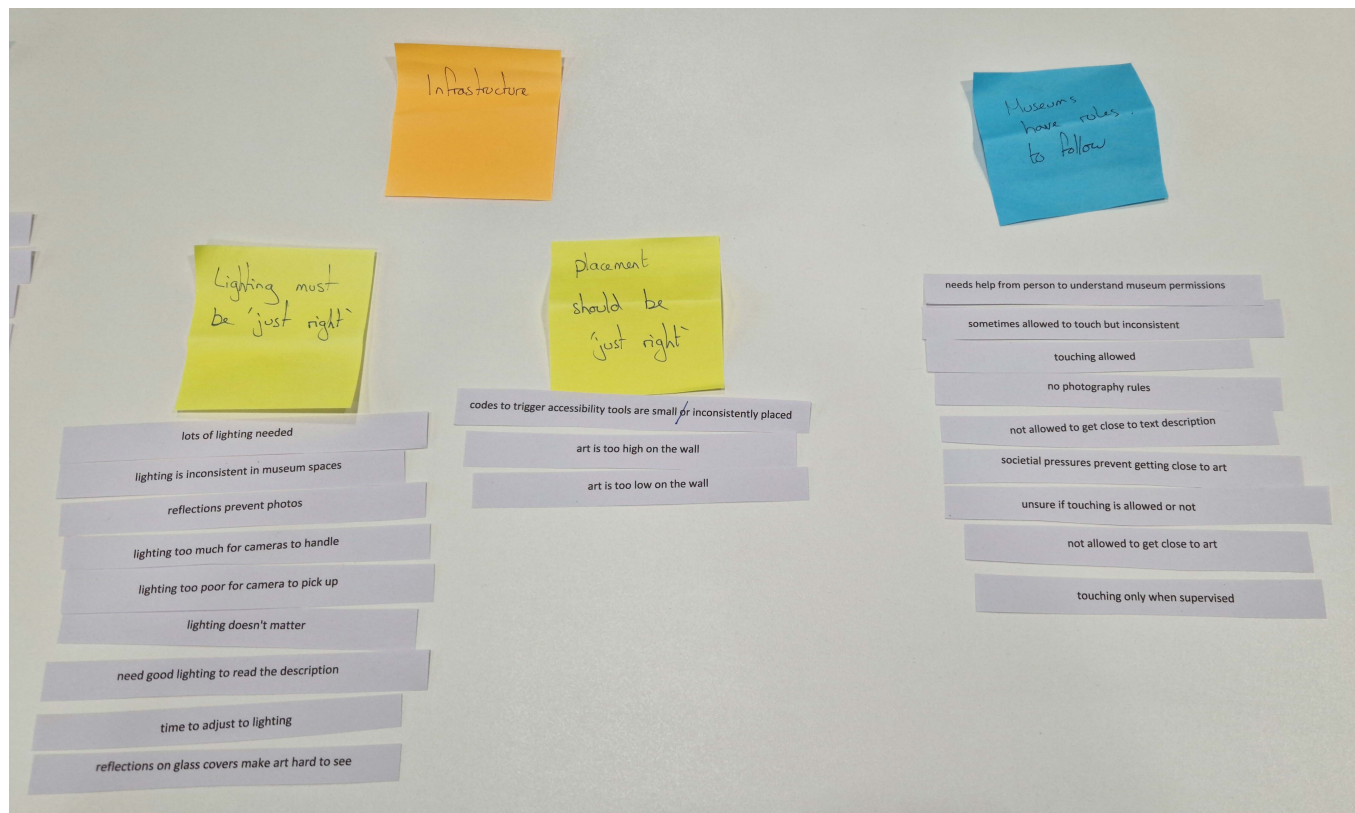 Infrastructure
Museums
have rules.
to follow
Lighting must
be 'just right'
lots of lighting needed
lighting is inconsistent in museum spaces
reflections prevent photos
lighting too much for cameras to handle
lighting too poor for camera to pick up
lighting doesn't matter
need good lighting to read the description
time to adjust to lighting
reflections on glass covers make art hard to see
placement
should be
'just right'
codes to trigger accessibility tools are small or inconsistently placed
art is too high on the wall
art is too low on the wall
needs help from person to understand museum permissions
sometimes allowed to touch but inconsistent
touching allowed
no photography rules
not allowed to get close to text description
societial pressures prevent getting close to art
unsure if touching is allowed or not
not allowed to get close to art
touching only when supervised